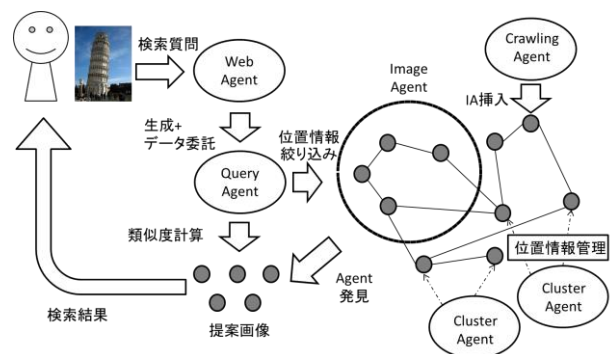 検索質問
Web
Agent
生成+
データ委託
Query
Agent
類似度計算
提案画像
検索結果
位置情報
絞り込み
Image
Agent
Agent
発見
Crawling
Agent
IA挿入
位置情報管理
Cluster
Agent
Cluster
Agent